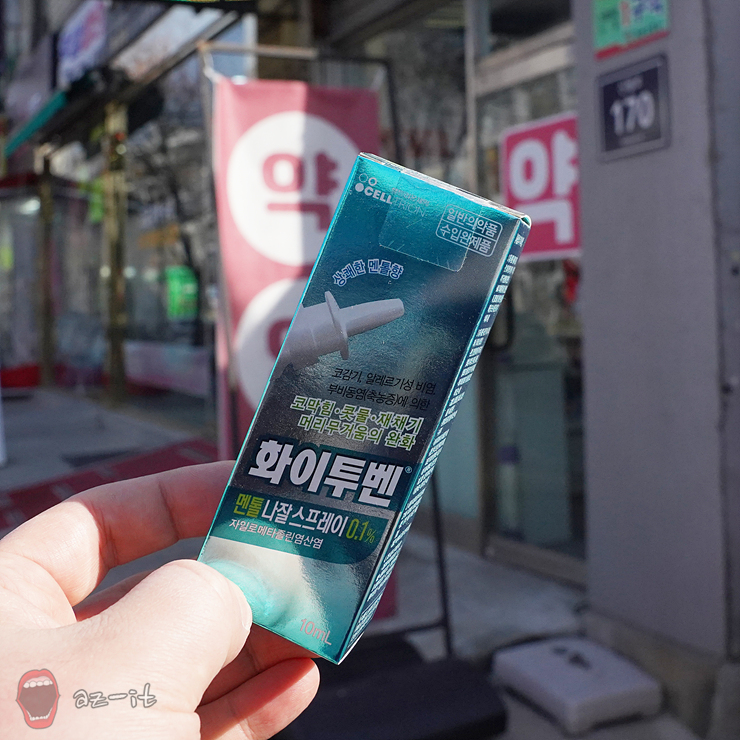 약
약
170
CELLTRION
일반의약품
수입완제품
상쾌한 멘톨향
코감기, 알레르기성 비염,
부비동염(축농증)에 의한
코막힘·콧물·재채기
머리무거움의 완화
화이투벤®
멘톨 나잘스프레이 0.1%
자일로메타졸린염산염
10mL
az-it